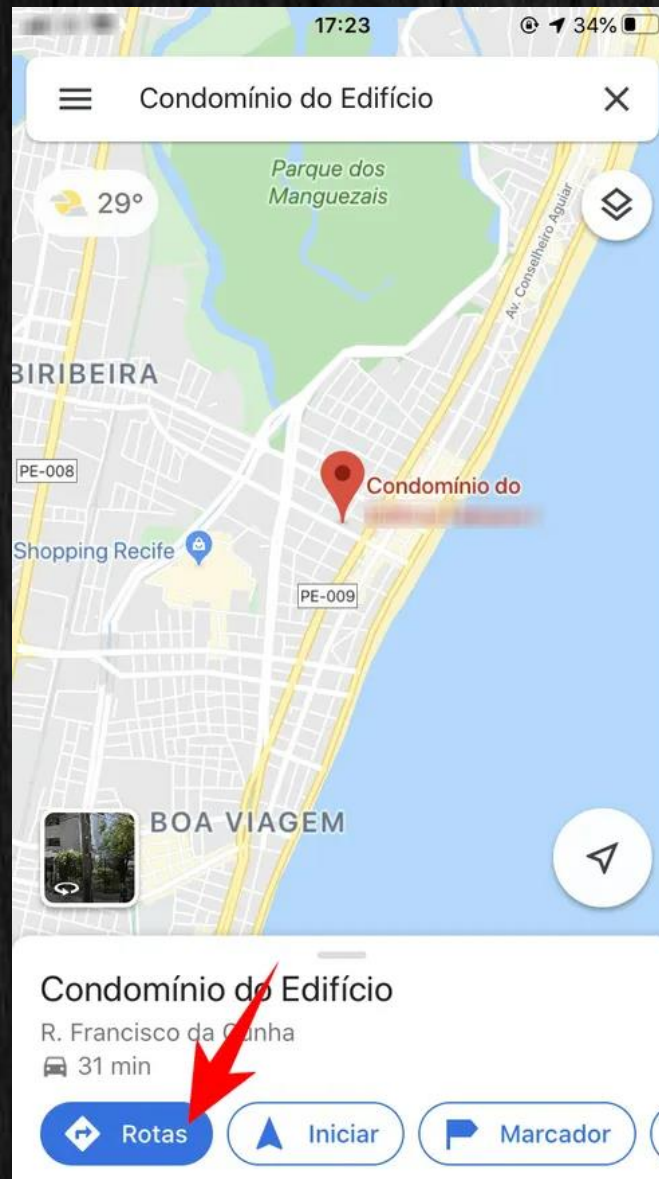 17:23
34%
Condomínio do Edifício
Parque dos
Manguezais
29°
Av. Conselheiro Aguiar
BIRIBEIRA
PE-008
Condomínio do
Shopping Recife
PE-009
BOA VIAGEM
Condomínio do Edifício
R. Francisco da Cunha
31 min
Rotas
Iniciar
Marcador